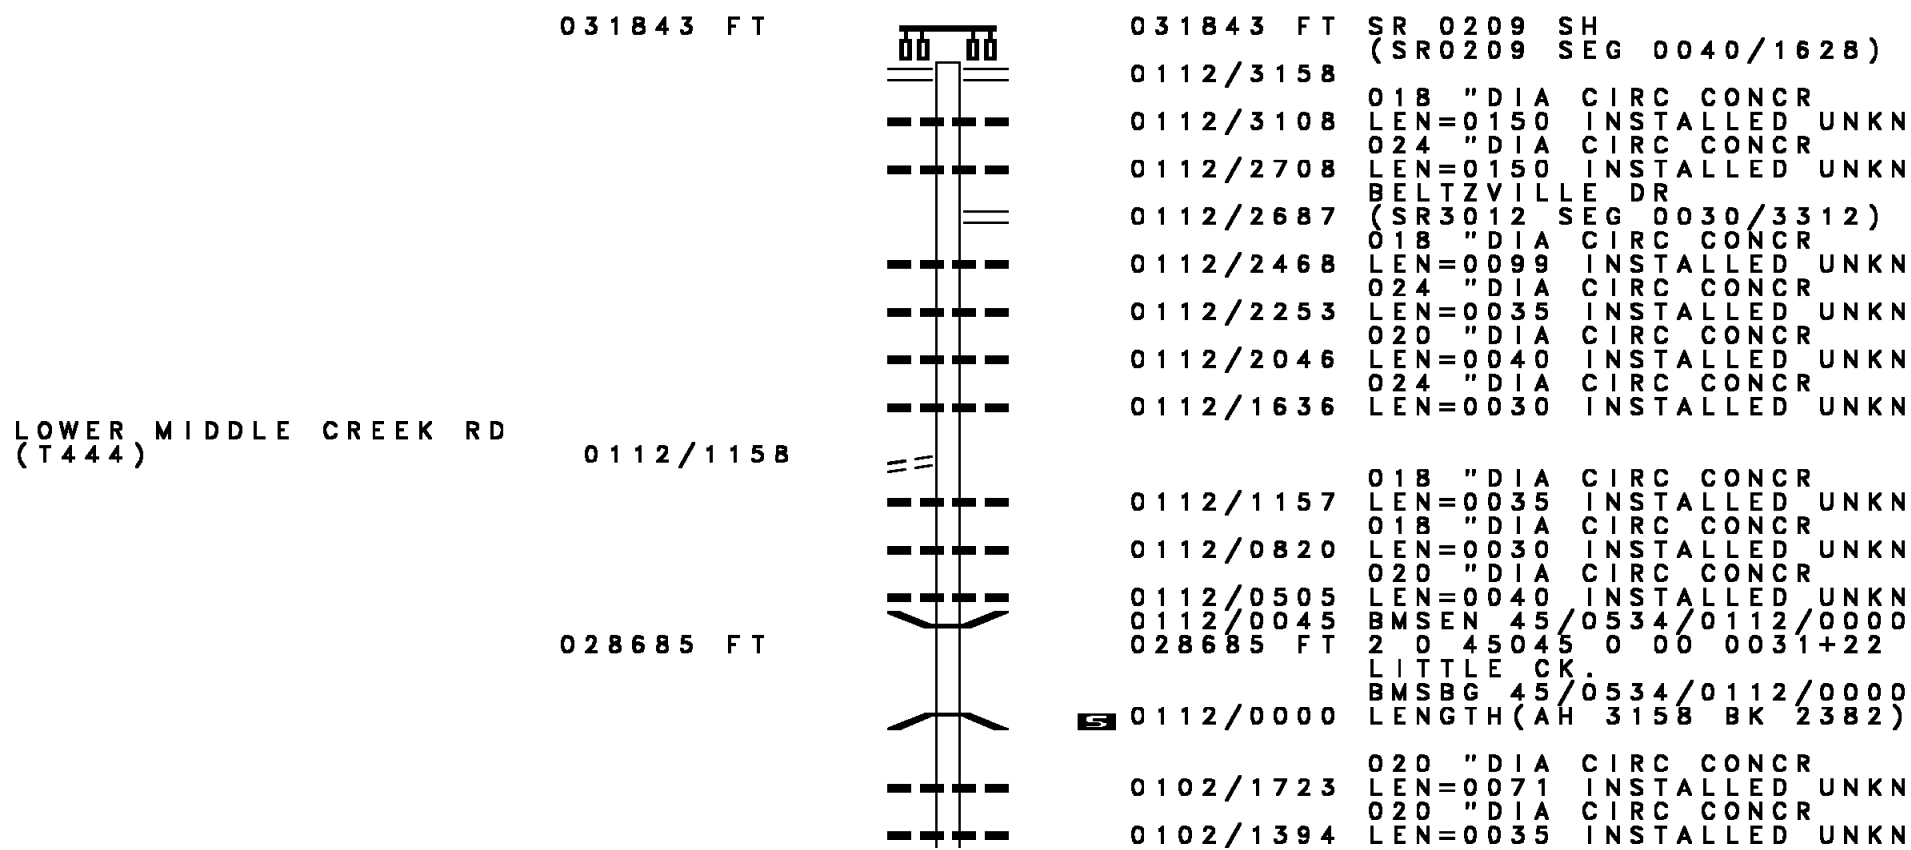 031843 FT 031843 FT SR 0209 SH
(SR0209 SEG 0040/1628)
0112/3158
018 "DIA CIRC CONCR
0112/3108 LEN=0150 INSTALLED UNKN
024 "DIA CIRC CONCR
0112/2708 LEN=0150 INSTALLED UNKN
BELTZVILLE DR
0112/2687 (SR3012 SEG 0030/3312)
018 "DIA CIRC CONCR
0112/2468 LEN=0099 INSTALLED UNKN
024 "DIA CIRC CONCR
0112/2253 LEN=0035 INSTALLED UNKN
020 "DIA CIRC CONCR
0112/2046 LEN=0040 INSTALLED UNKN
024 "DIA CIRC CONCR
0112/1636 LEN=0030 INSTALLED UNKN
LOWER MIDDLE CREEK RD
(T444) 0112/1158
018 "DIA CIRC CONCR
0112/1157 LEN=0035 INSTALLED UNKN
018 "DIA CIRC CONCR
0112/0820 LEN=0030 INSTALLED UNKN
020 "DIA CIRC CONCR
0112/0505 LEN=0040 INSTALLED UNKN
0112/0045 BMSEN 45/0534/0112/0000
028685 FT 028685 FT 2 0 45045 0 00 0031+22
LITTLE CK.
BMSBG 45/0534/0112/0000
S 0112/0000 LENGTH(AH 3158 BK 2382)
020 "DIA CIRC CONCR
0102/1723 LEN=0071 INSTALLED UNKN
020 "DIA CIRC CONCR
0102/1394 LEN=0035 INSTALLED UNKN